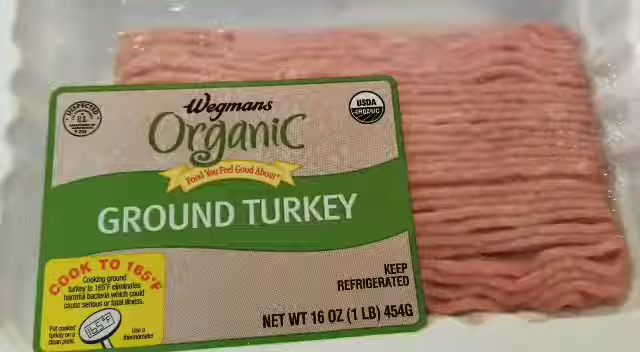 INSPECTED
U.S.
Wegmans
OrganiC
USDA
ORGANIC
Food You Feel Good About
GROUND TURKEY
COOK TO 165°F
Cooking ground
turkey to 165°F eliminates
harmful bacteria which could
cause serious or fatal illness.
Put cooked
turkey on a
clean plate.
165°F
Use a
thermometer
KEEP
REFRIGERATED
NET WT 16 OZ (1 LB) 454G